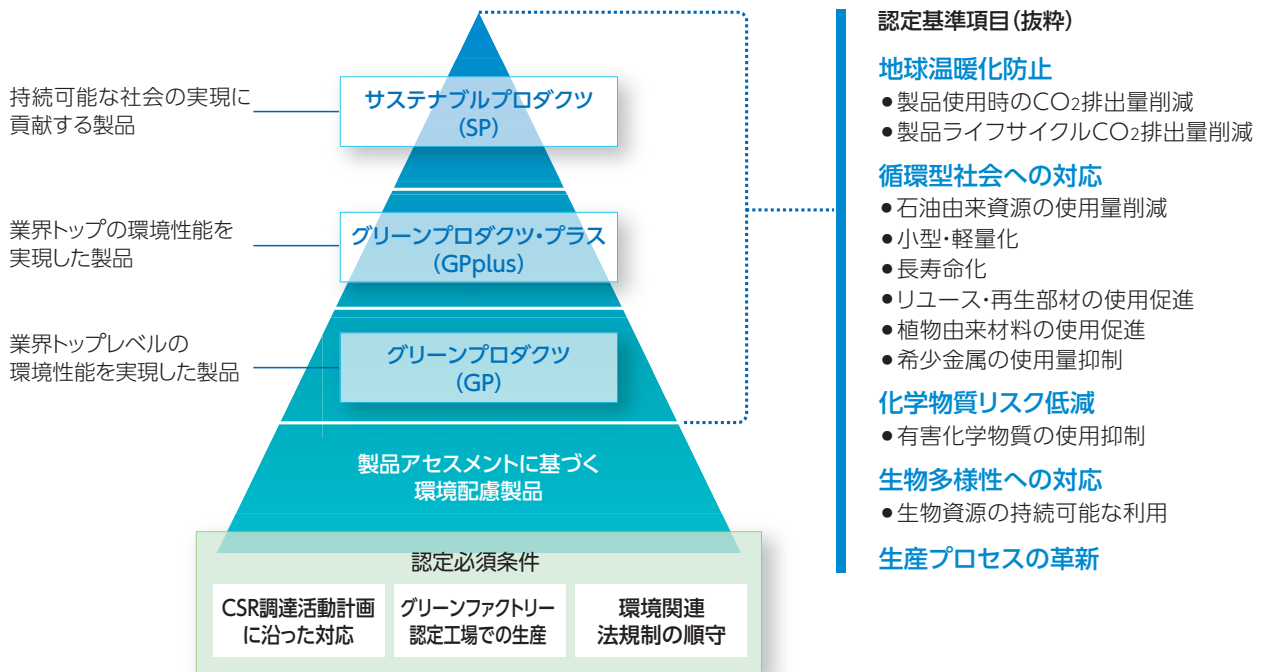 持続可能な社会の実現に
貢献する製品
サステナブルプロダクツ
(SP)
業界トップの環境性能を
実現した製品
グリーンプロダクツ・プラス
(GPplus)
業界トップレベルの
環境性能を実現した製品
グリーンプロダクツ
(GP)
製品アセスメントに基づく
環境配慮製品
認定必須条件
CSR調達活動計画
に沿った対応
グリーンファクトリー
認定工場での生産
環境関連
法規制の順守
認定基準項目(抜粋)
地球温暖化防止
●製品使用時のCO2排出量削減
●製品ライフサイクルCO2排出量削減
循環型社会への対応
●石油由来資源の使用量削減
●小型・軽量化
●長寿命化
●リユース・再生部材の使用促進
●植物由来材料の使用促進
●希少金属の使用量抑制
化学物質リスク低減
●有害化学物質の使用抑制
生物多様性への対応
●生物資源の持続可能な利用
生産プロセスの革新